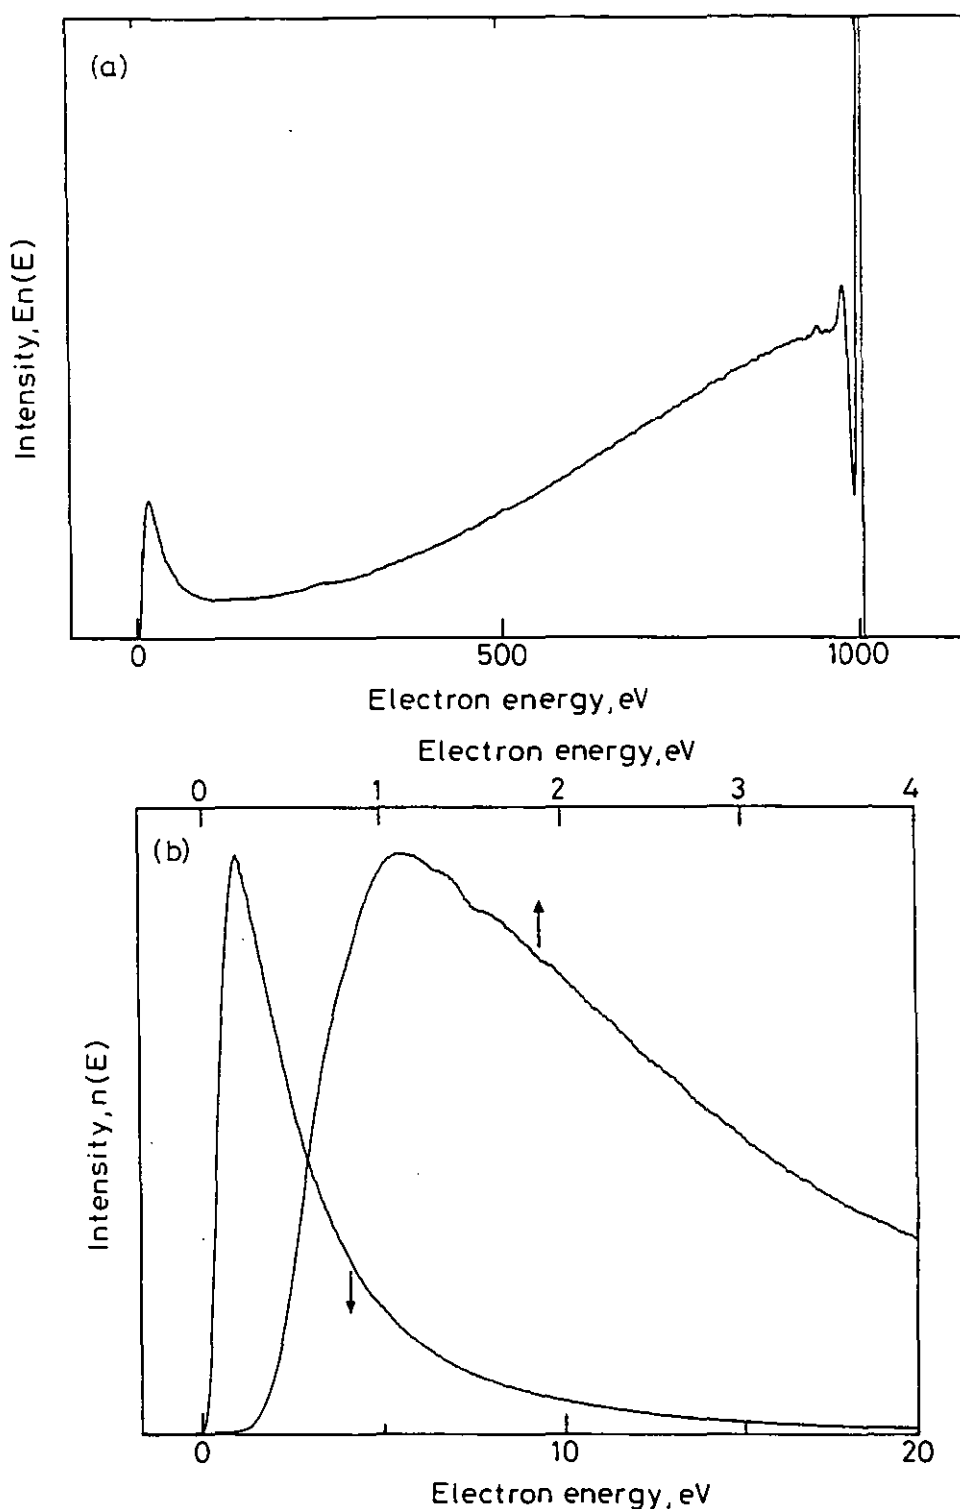 (a)
Intensity, En(E)
0 500 1000
Electron energy, eV
Electron energy, eV
0 1 2 3 4
(b)
Intensity, n(E)
0 10 20
Electron energy, eV